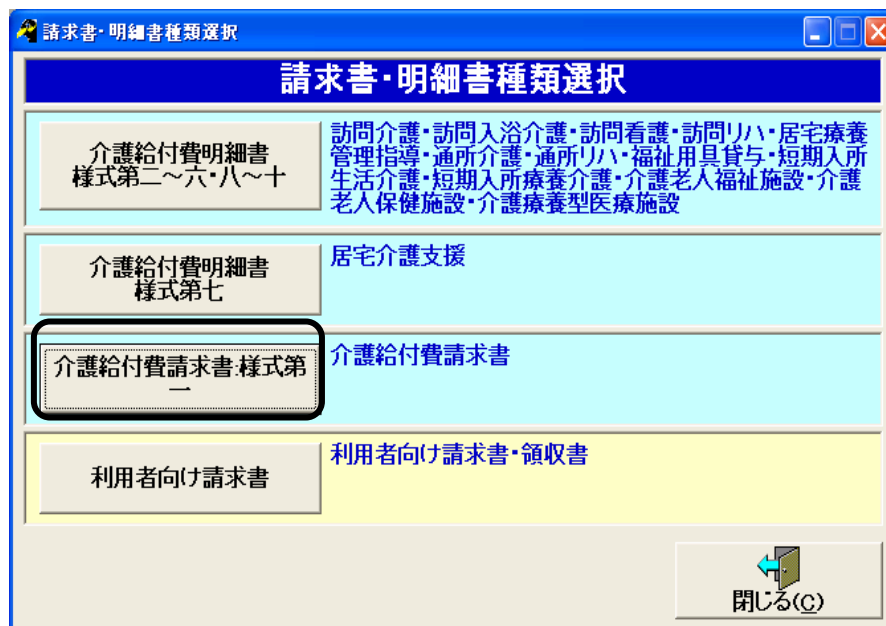 請求書・明細書種類選択
請求書・明細書種類選択
介護給付費明細書
様式第二～六・八～十
訪問介護・訪問入浴介護・訪問看護・訪問リハ・居宅療養
管理指導・通所介護・通所リハ・福祉用具貸与・短期入所
生活介護・短期入所療養介護・介護老人福祉施設・介護
老人保健施設・介護療養型医療施設
介護給付費明細書
様式第七
居宅介護支援
介護給付費請求書:様式第
一
介護給付費請求書
利用者向け請求書
利用者向け請求書・領収書
閉じる(C)